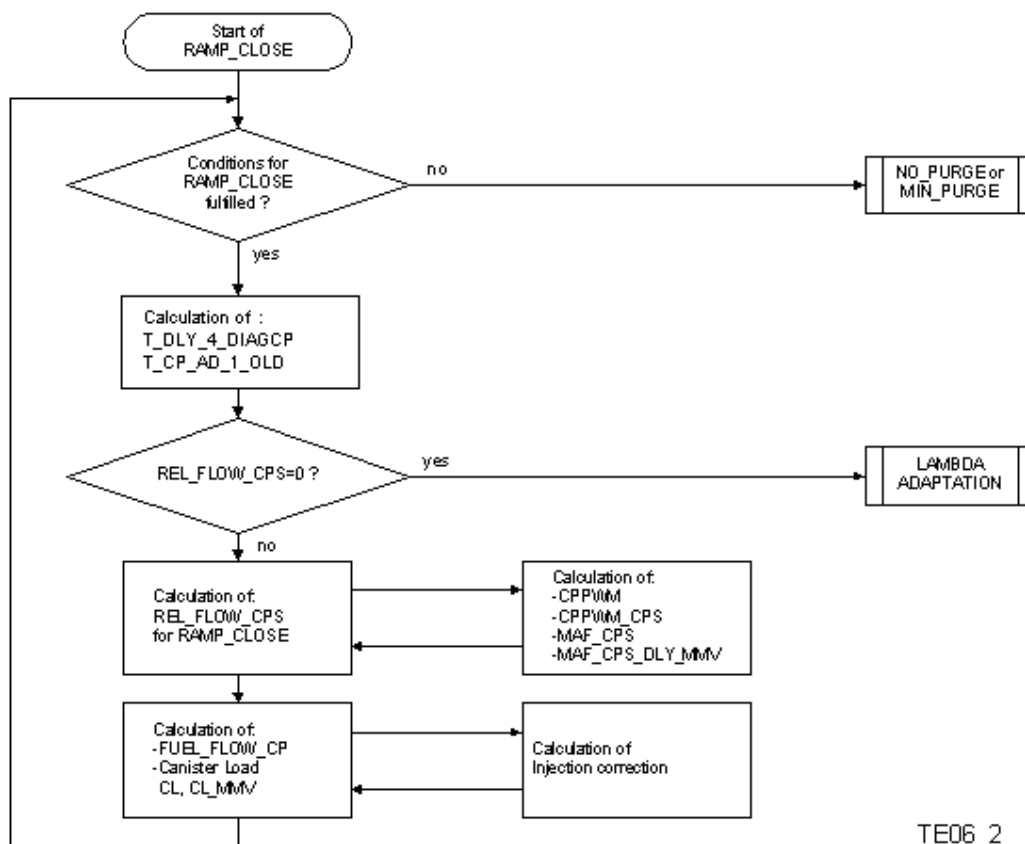 Start of
RAMP_CLOSE
Conditions for
RAMP_CLOSE
fulfilled ?
no
NO_PURGE or
MIN_PURGE
yes
Calculation of :
T_DLY_4_DIAGCP
T_CP_AD_1_OLD
REL_FLOW_CPS=0 ?
yes
LAMBDA
ADAPTATION
no
Calculation of:
REL_FLOW_CPS
for RAMP_CLOSE
Calculation of:
-CPPWM
-CPPWM_CPS
-MAF_CPS
-MAF_CPS_DLY_MMV
Calculation of:
-FUEL_FLOW_CP
-Canister Load
CL, CL_MMV
Calculation of
Injection correction
TE06 2